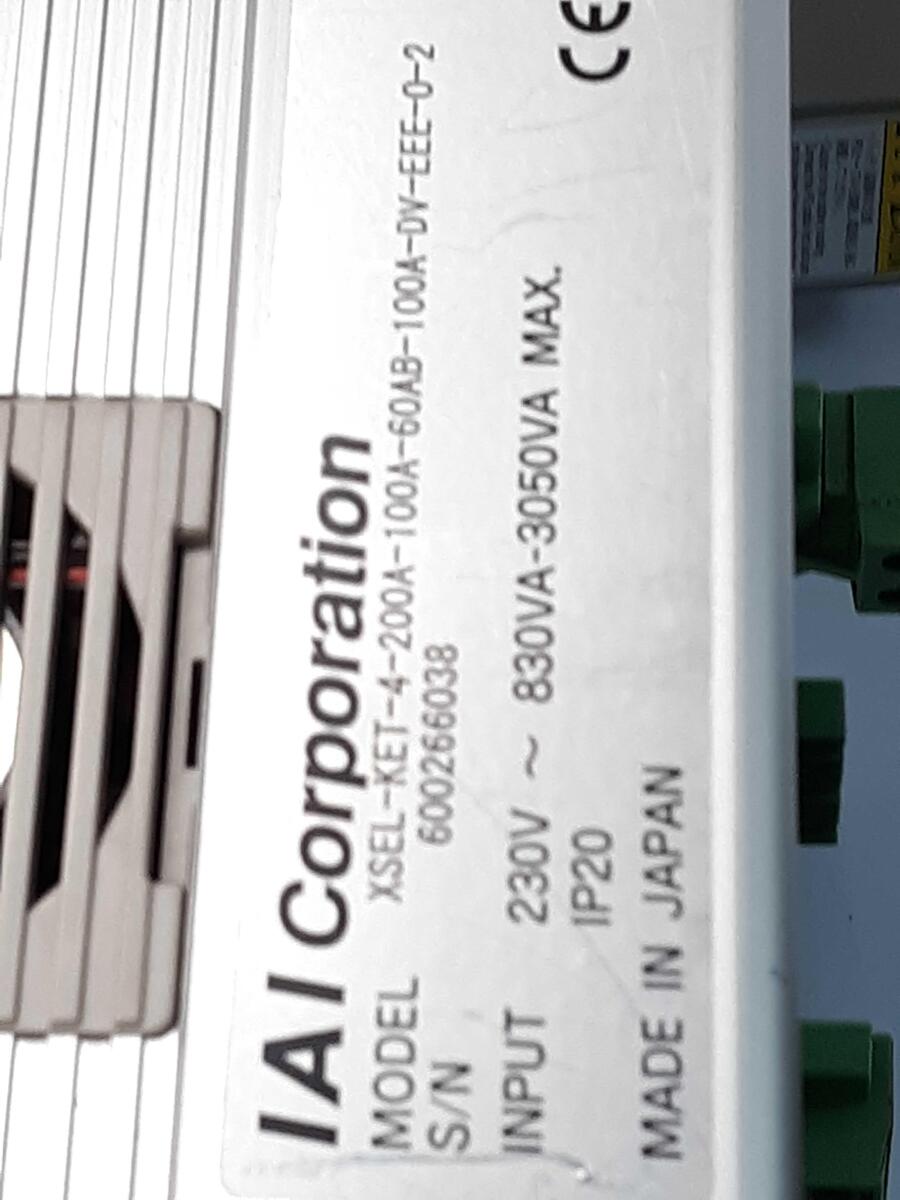 IAI Corporation
MODEL XSEL-KET-4-200A-100A-60AB-100A-DV-EEE-0-2
S/N 600266038
INPUT 230V ~ 830VA-3050VA MAX.
IP20
CE
MADE IN JAPAN